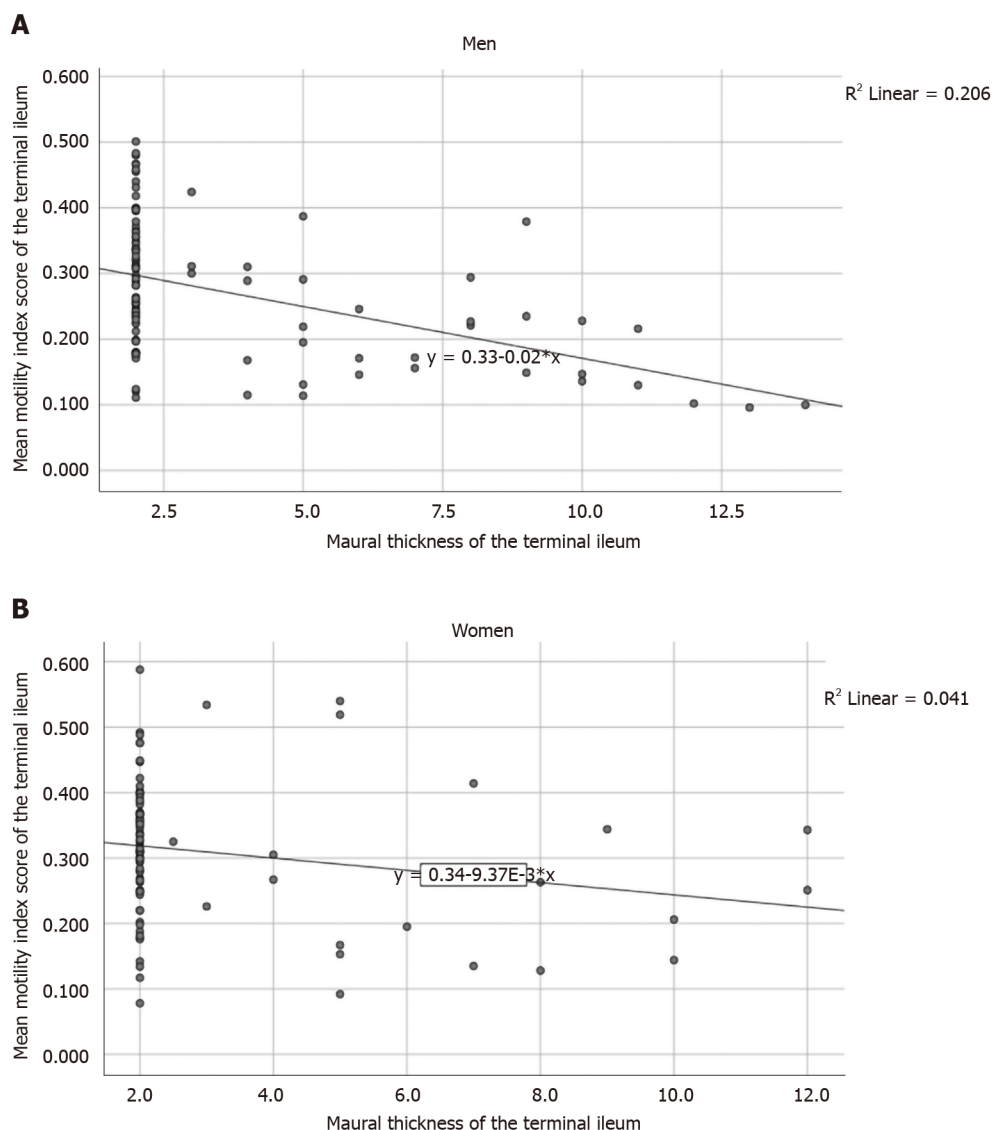 A
Men
R² Linear = 0.206
Mean motility index score of the terminal ileum
0.600
0.500
0.400
0.300
0.200
0.100
0.000
y = 0.33-0.02*x
2.5 5.0 7.5 10.0 12.5
Maural thickness of the terminal ileum
B
Women
R² Linear = 0.041
Mean motility index score of the terminal ileum
0.600
0.500
0.400
0.300
0.200
0.100
0.000
y = 0.34-9.37E-3*x
2.0 4.0 6.0 8.0 10.0 12.0
Maural thickness of the terminal ileum